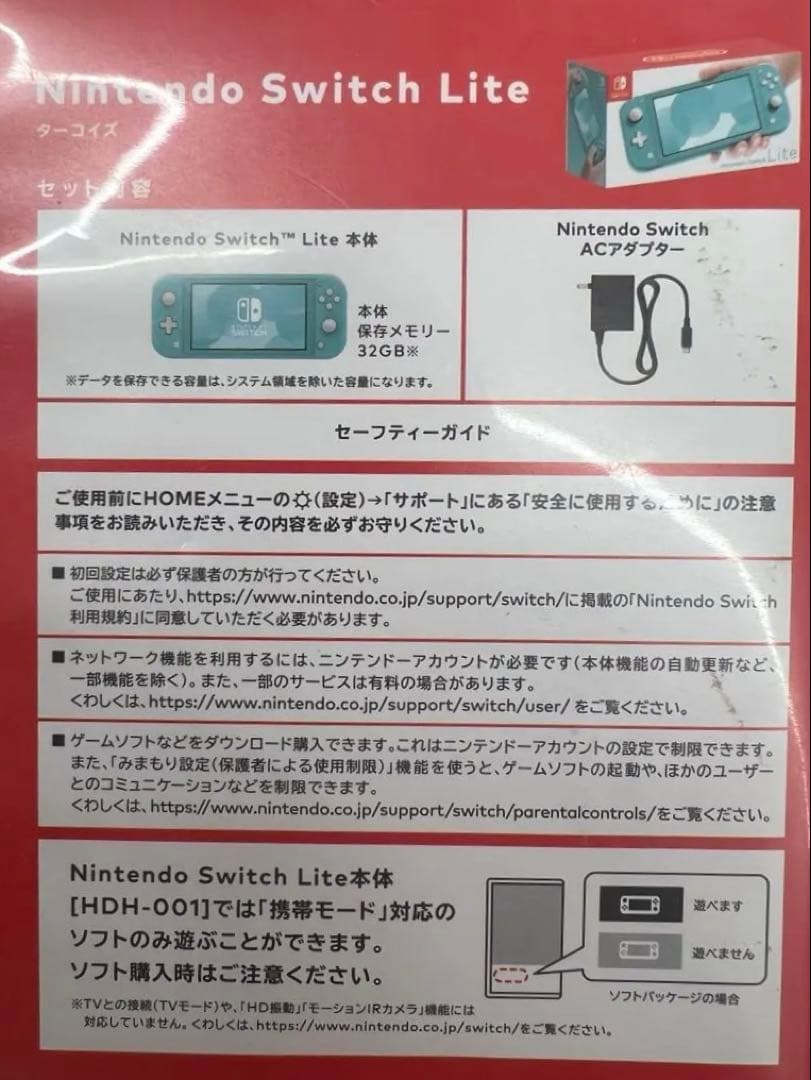 Nintendo Switch Lite
ターコイズ
セット内容
Nintendo Switch™ Lite 本体
本体
保存メモリー
32GB※
※データを保存できる容量は、システム領域を除いた容量になります。
Nintendo Switch
ACアダプター
セーフティーガイド
ご使用前にHOMEメニューの(設定)→「サポート」にある「安全に使用するために」の注意
事項をお読みいただき、その内容を必ずお守りください。
■ 初回設定は必ず保護者の方が行ってください。
ご使用にあたり、https://www.nintendo.co.jp/support/switch/に掲載の「Nintendo Switch
利用規約」に同意していただく必要があります。
■ ネットワーク機能を利用するには、ニンテンドーアカウントが必要です(本体機能の自動更新など、
一部機能を除く)。また、一部のサービスは有料の場合があります。
くわしくは、https://www.nintendo.co.jp/support/switch/user/ をご覧ください。
■ ゲームソフトなどをダウンロード購入できます。これはニンテンドーアカウントの設定で制限できます。
また、「みまもり設定(保護者による使用制限)」機能を使うと、ゲームソフトの起動や、ほかのユーザー
とのコミュニケーションなどを制限できます。
くわしくは、https://www.nintendo.co.jp/support/switch/parentalcontrols/をご覧ください。
Nintendo Switch Lite本体
[HDH-001]では「携帯モード」対応の
ソフトのみ遊ぶことができます。
ソフト購入時はご注意ください。
遊べます
遊べません
ソフトパッケージの場合
※TVとの接続(TVモード)や、「HD振動」「モーションIRカメラ」機能には
対応していません。くわしくは、https://www.nintendo.co.jp/switch/をご覧ください。